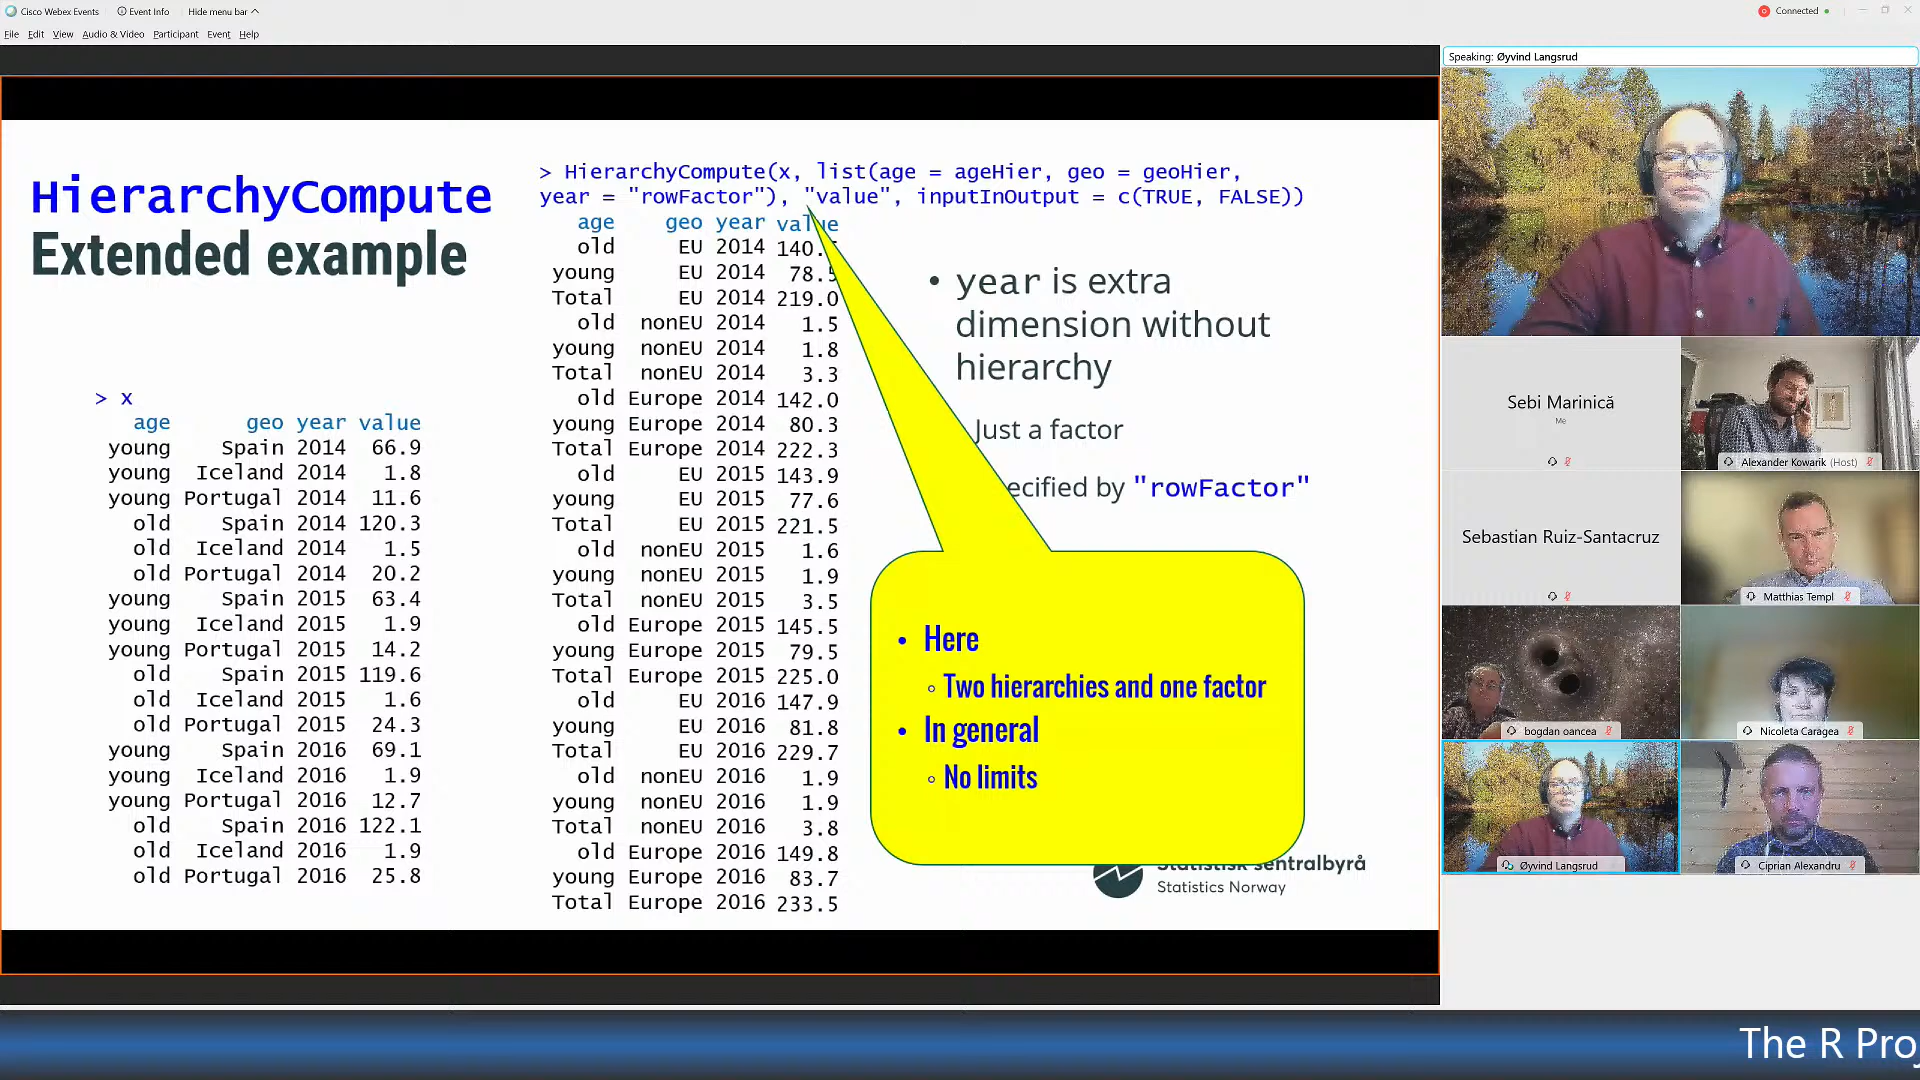 Cisco Webex Events Event Info Hide menu bar
Connected
File Edit View Audio & Video Participant Event Help
Speaking: Øyvind Langsrud
HierarchyCompute
Extended example
> x
age geo year value
young Spain 2014 66.9
young Iceland 2014 1.8
young Portugal 2014 11.6
old Spain 2014 120.3
old Iceland 2014 1.5
old Portugal 2014 20.2
young Spain 2015 63.4
young Iceland 2015 1.9
young Portugal 2015 14.2
old Spain 2015 119.6
old Iceland 2015 1.6
old Portugal 2015 24.3
young Spain 2016 69.1
young Iceland 2016 1.9
young Portugal 2016 12.7
old Spain 2016 122.1
old Iceland 2016 1.9
old Portugal 2016 25.8
> HierarchyCompute(x, list(age = ageHier, geo = geoHier,
year = "rowFactor"), "value", inputInOutput = c(TRUE, FALSE))
age geo year value
old EU 2014 140.
young EU 2014 78.5
Total EU 2014 219.0
old nonEU 2014 1.5
young nonEU 2014 1.8
Total nonEU 2014 3.3
old Europe 2014 142.0
young Europe 2014 80.3
Total Europe 2014 222.3
old EU 2015 143.9
young EU 2015 77.6
Total EU 2015 221.5
old nonEU 2015 1.6
young nonEU 2015 1.9
Total nonEU 2015 3.5
old Europe 2015 145.5
young Europe 2015 79.5
Total Europe 2015 225.0
old EU 2016 147.9
young EU 2016 81.8
Total EU 2016 229.7
old nonEU 2016 1.9
young nonEU 2016 1.9
Total nonEU 2016 3.8
old Europe 2016 149.8
young Europe 2016 83.7
Total Europe 2016 233.5
• year is extra
dimension without
hierarchy
Just a factor
ecified by "rowFactor"
• Here
◦ Two hierarchies and one factor
• In general
◦ No limits
Statistisk sentralbyrå
Statistics Norway
Sebi Marinică
Me
Alexander Kowarik (Host)
Sebastian Ruiz-Santacruz
Matthias Templ
bogdan oancea
Nicoleta Caragea
Øyvind Langsrud
Ciprian Alexandru
The R Pro